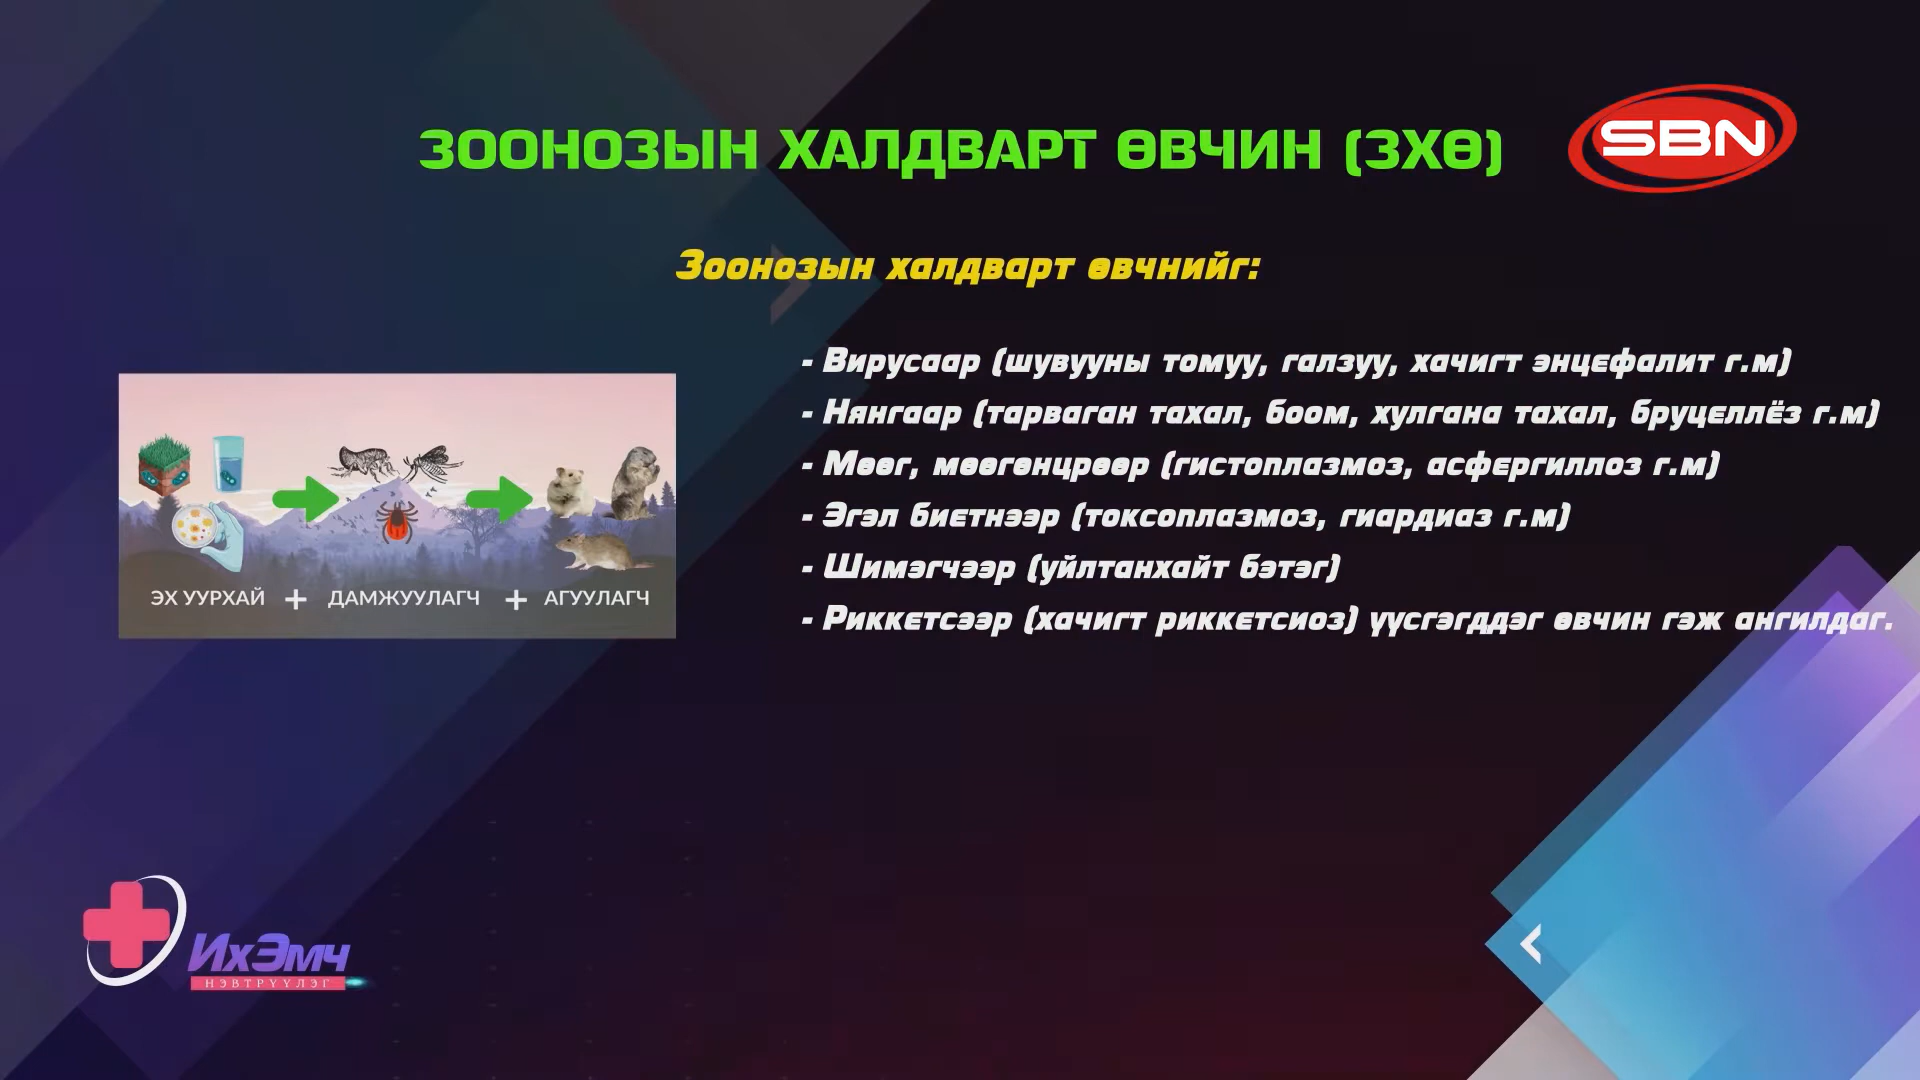 ЗООНОЗЫН ХАЛДВАРТ ӨВЧИН (ЗХӨ)
SBN
Зоонозын халдварт өвчнийг:
- Вирусаар (шувууны томуу, галзуу, хачигт энцефалит г.м)
- Нянгаар (тарваган тахал, боом, хулгана тахал, бруцеллёз г.м)
- Мөөг, мөөгөнцрөөр (гистоплазмоз, асфергиллоз г.м)
- Эгэл биетнээр (токсоплазмоз, гиардиаз г.м)
- Шимэгчээр (уйлтанхайт бэтэг)
- Риккетсээр (хачигт риккетсиоз) үүсгэгддэг өвчин гэж ангилдаг.
ЭХ УУРХАЙ + ДАМЖУУЛАГЧ + АГУУЛАГЧ
ИхЭмч
НЭВТРҮҮЛЭГ